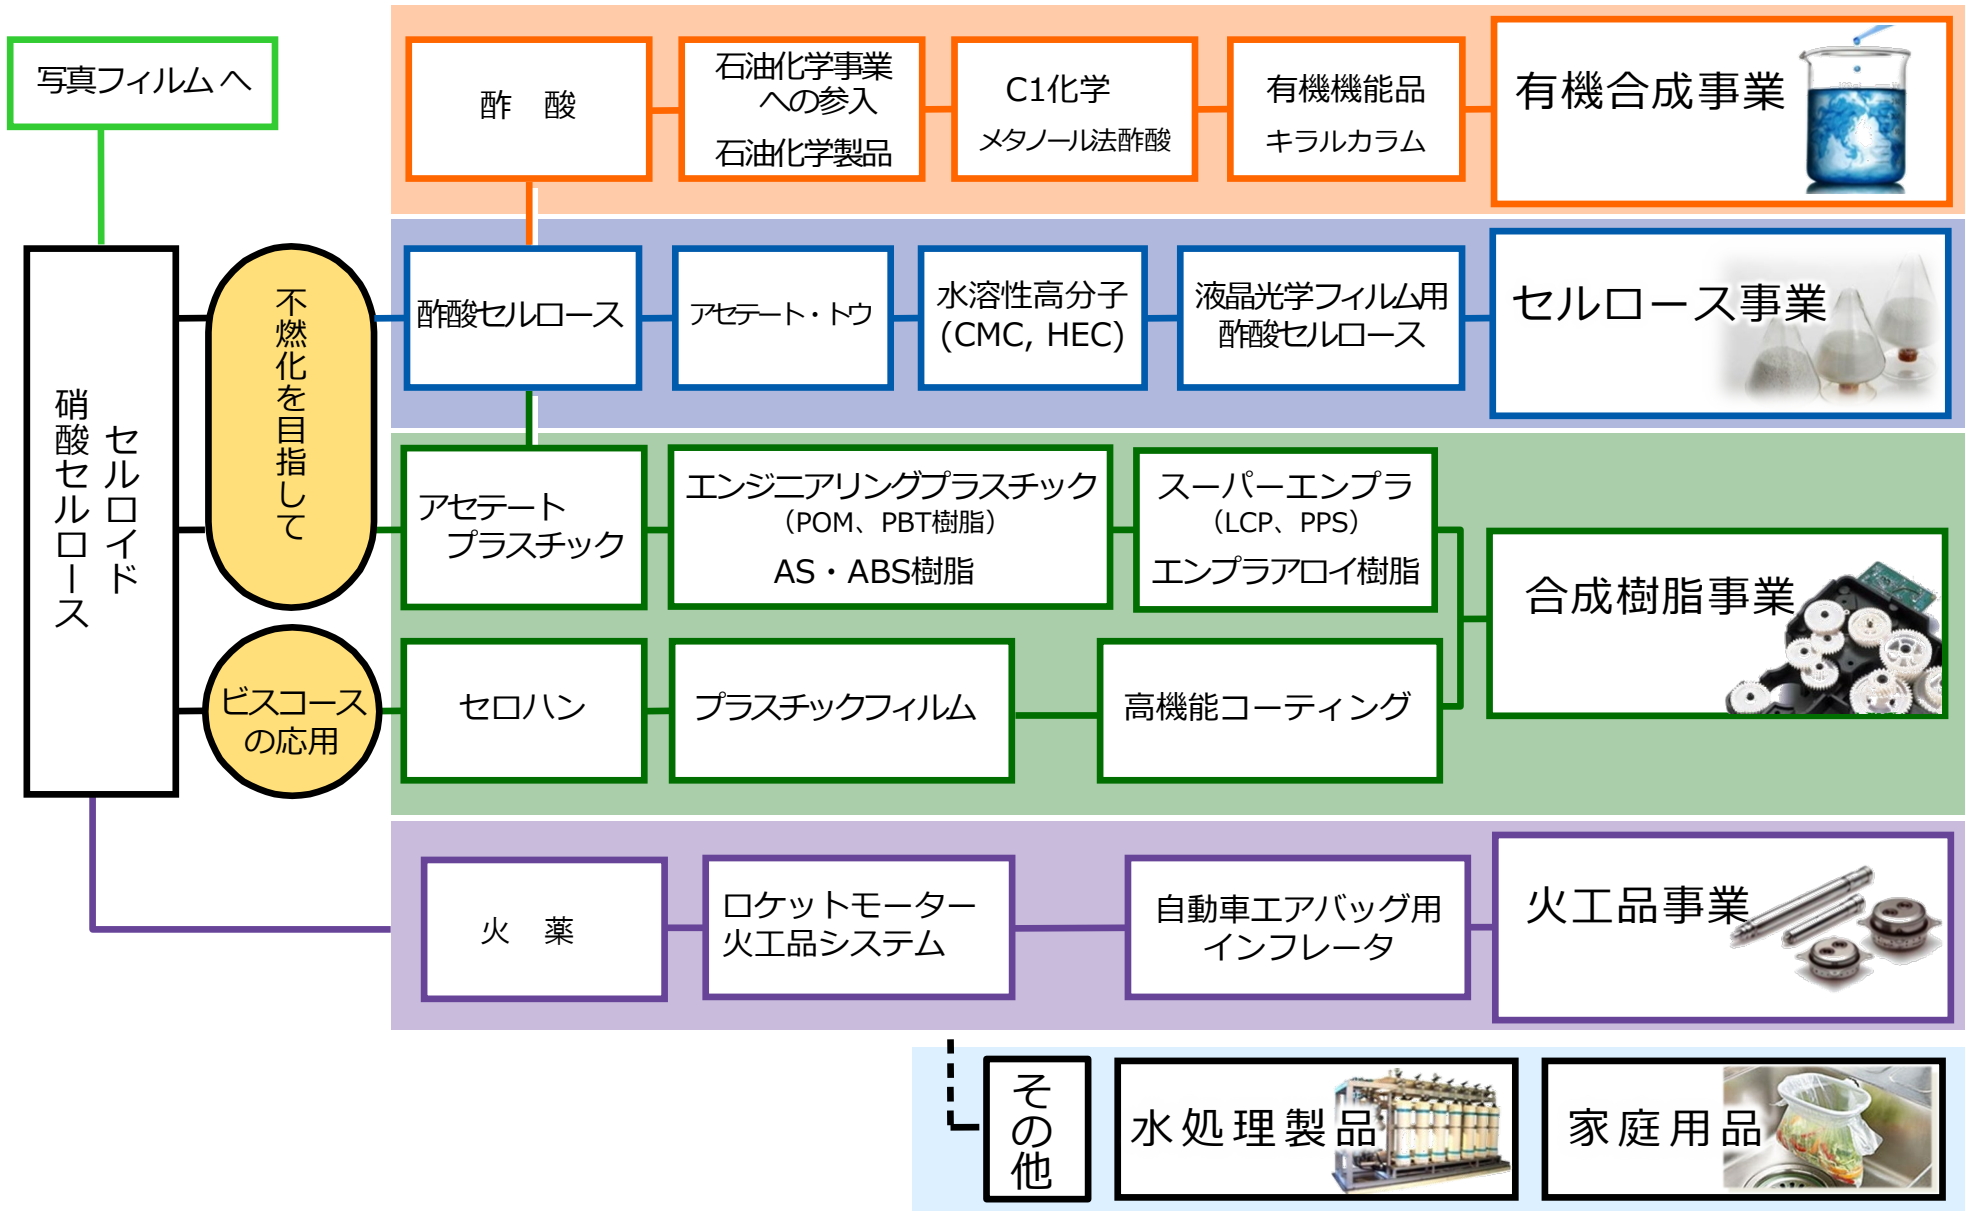 写真フィルムへ
セルロイド
硝酸セルロース
不燃化を目指して
ビスコース
の応用
酢　酸
石油化学事業
への参入
石油化学製品
C1化学
メタノール法酢酸
有機機能品
キラルカラム
有機合成事業
酢酸セルロース
アセテート・トウ
水溶性高分子
(CMC, HEC)
液晶光学フィルム用
酢酸セルロース
セルロース事業
アセテート
プラスチック
エンジニアリングプラスチック
（POM、PBT樹脂）
AS・ABS樹脂
スーパーエンプラ
（LCP、PPS）
エンプラアロイ樹脂
セロハン
プラスチックフィルム
高機能コーティング
合成樹脂事業
火　薬
ロケットモーター
火工品システム
自動車エアバッグ用
インフレータ
火工品事業
その他
水処理製品
家庭用品